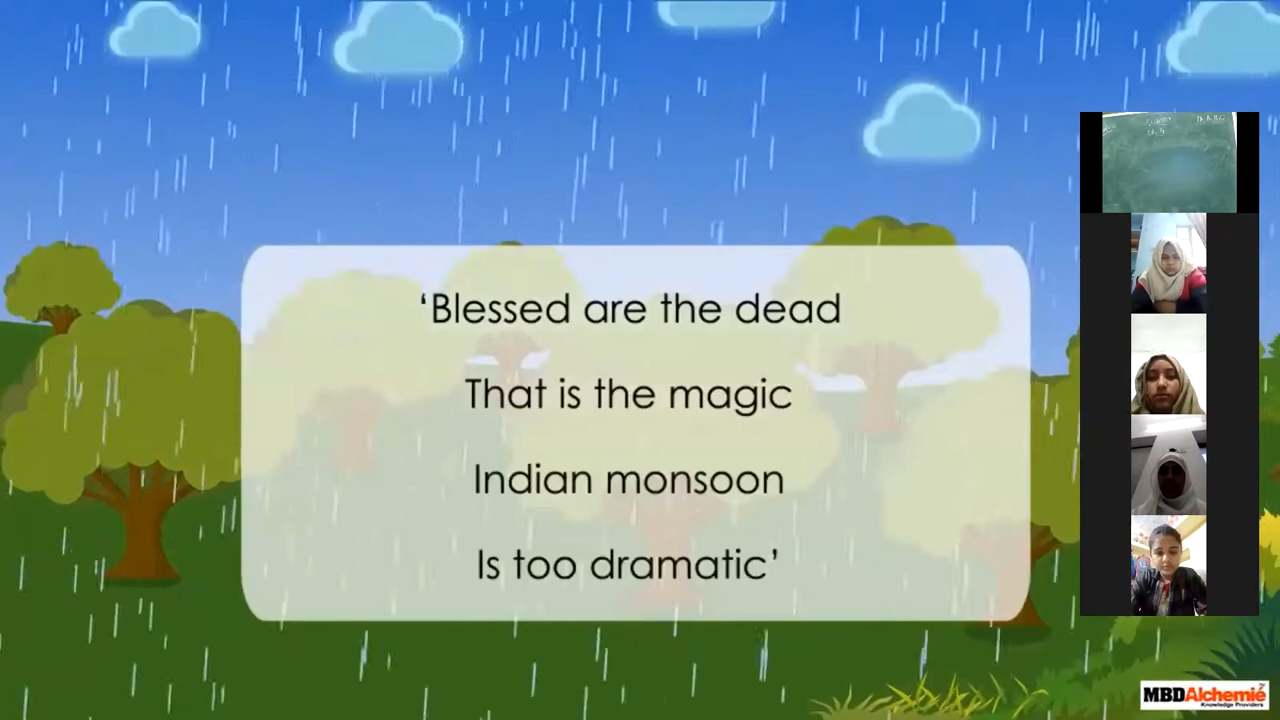 ‘Blessed are the dead
That is the magic
Indian monsoon
Is too dramatic’
MBDAlchemie
Knowledge Providers